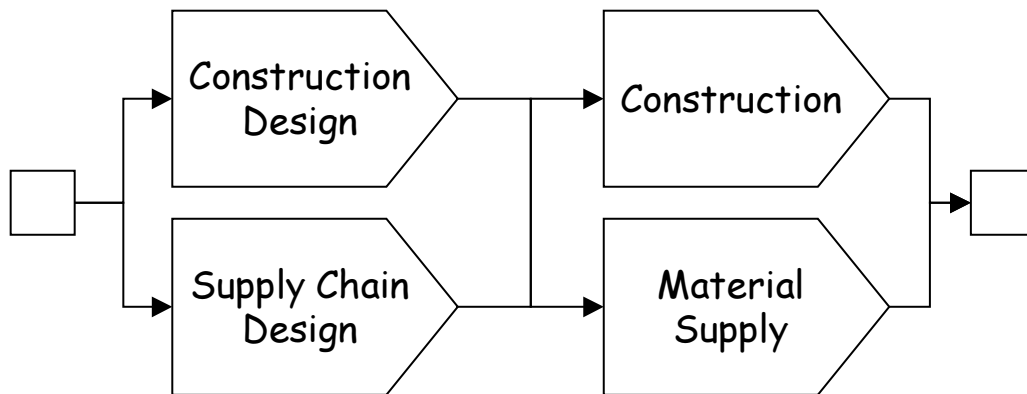 Construction
Design
Construction
Supply Chain
Design
Material
Supply